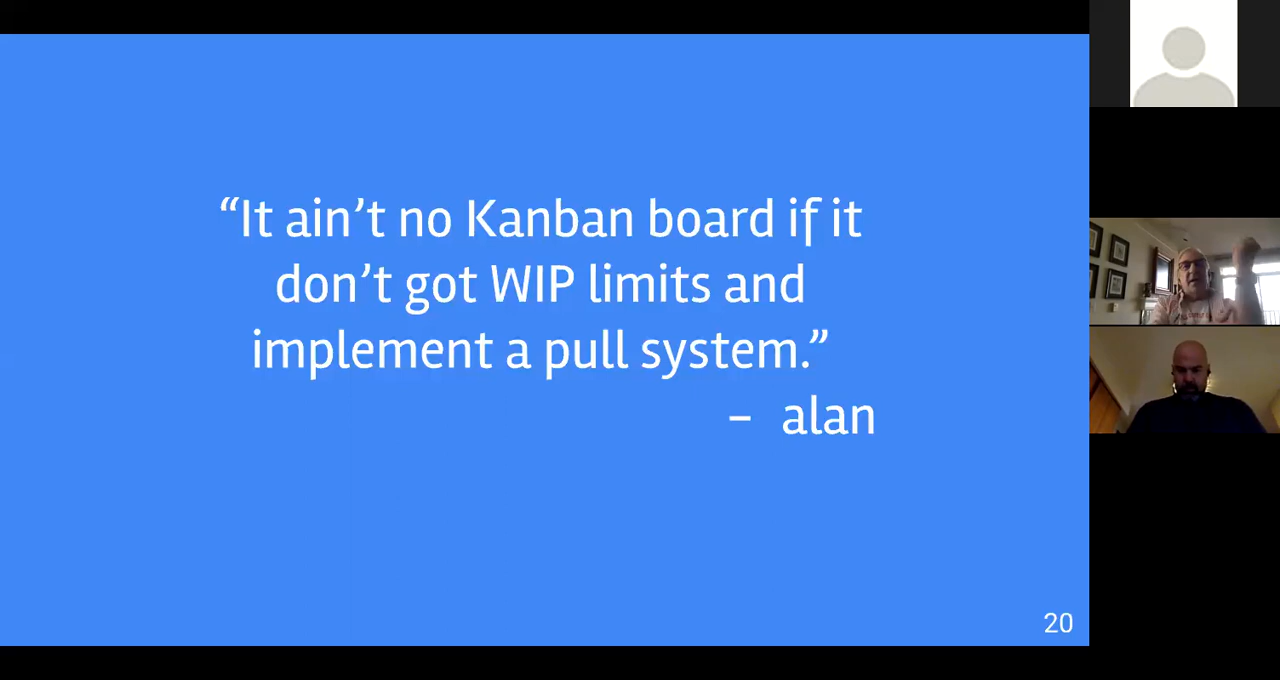 “It ain’t no Kanban board if it
don’t got WIP limits and
implement a pull system.”
– alan
20